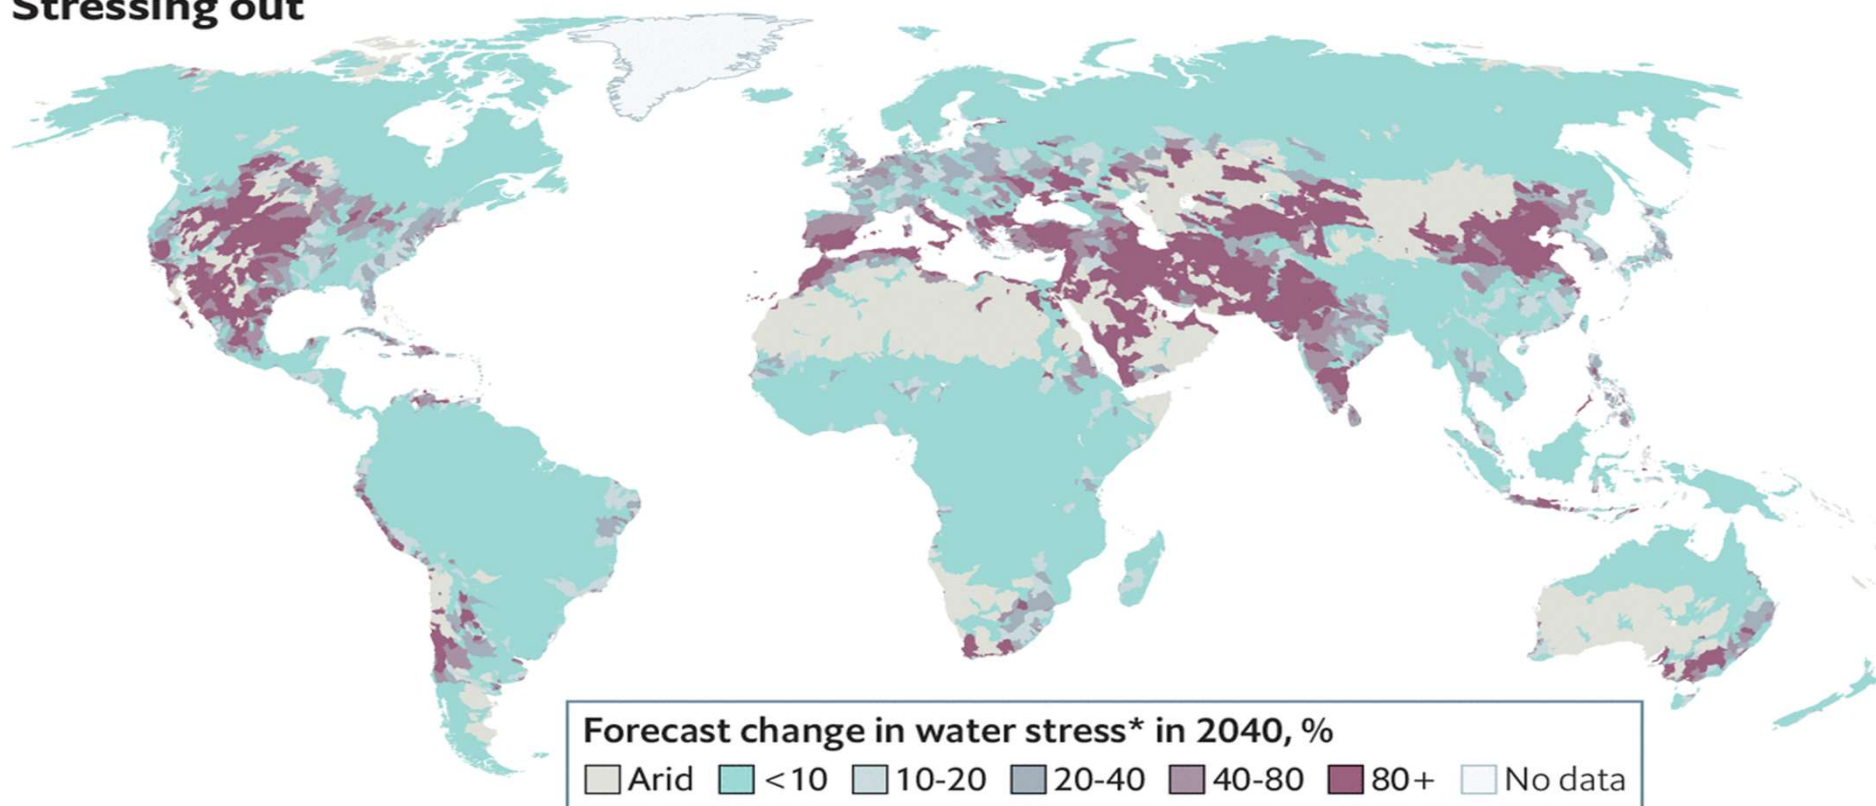 Stressing out
Forecast change in water stress* in 2040, %
Arid <10 10-20 20-40 40-80 80+ No data